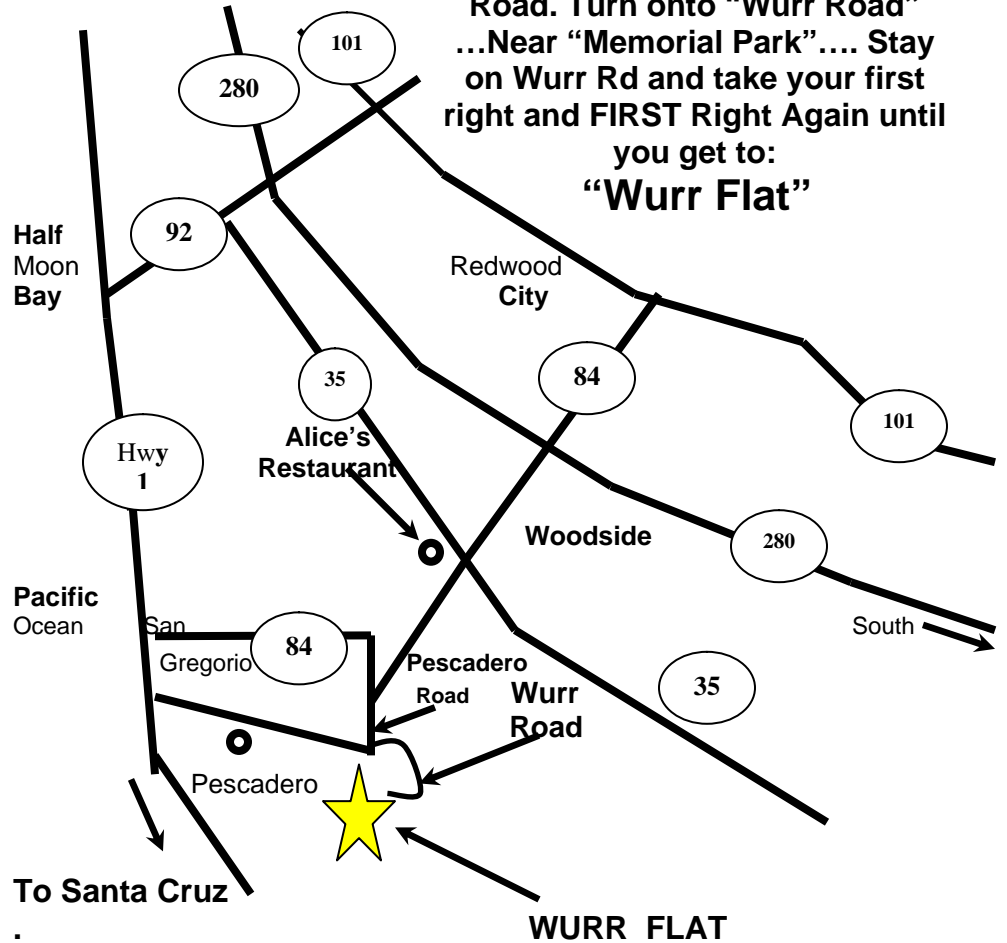 Road. Turn onto “Wurr Road”
…Near “Memorial Park”…. Stay
on Wurr Rd and take your first
right and FIRST Right Again until
you get to:
“Wurr Flat”
101
280
92
Half
Moon
Bay
Redwood
City
35
84
101
Alice’s
Restaurant
Hwy
1
Woodside
280
Pacific
Ocean
San
Gregorio
84
South
Pescadero
Road
Wurr
Road
35
Pescadero
To Santa Cruz
.
WURR FLAT